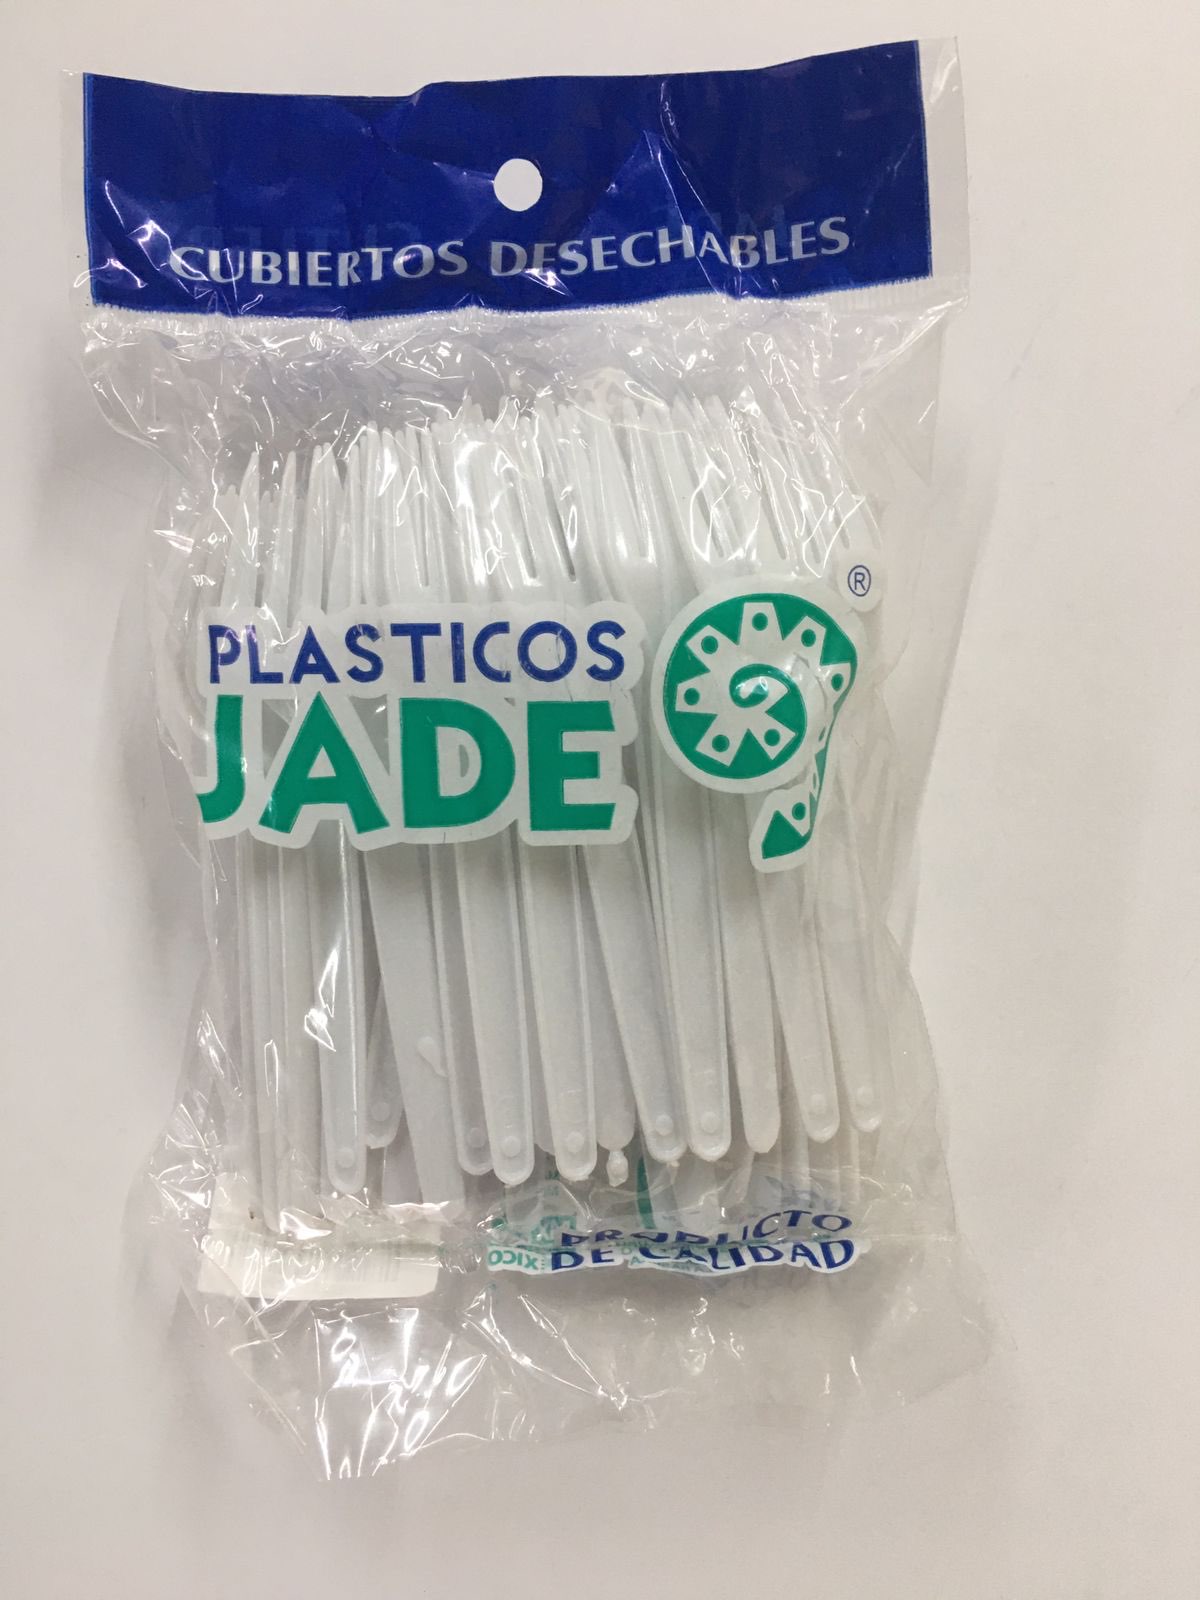 CUBIERTOS DESECHABLES
®
PLASTICOS
JADE
PRODUCTO
DE CALIDAD